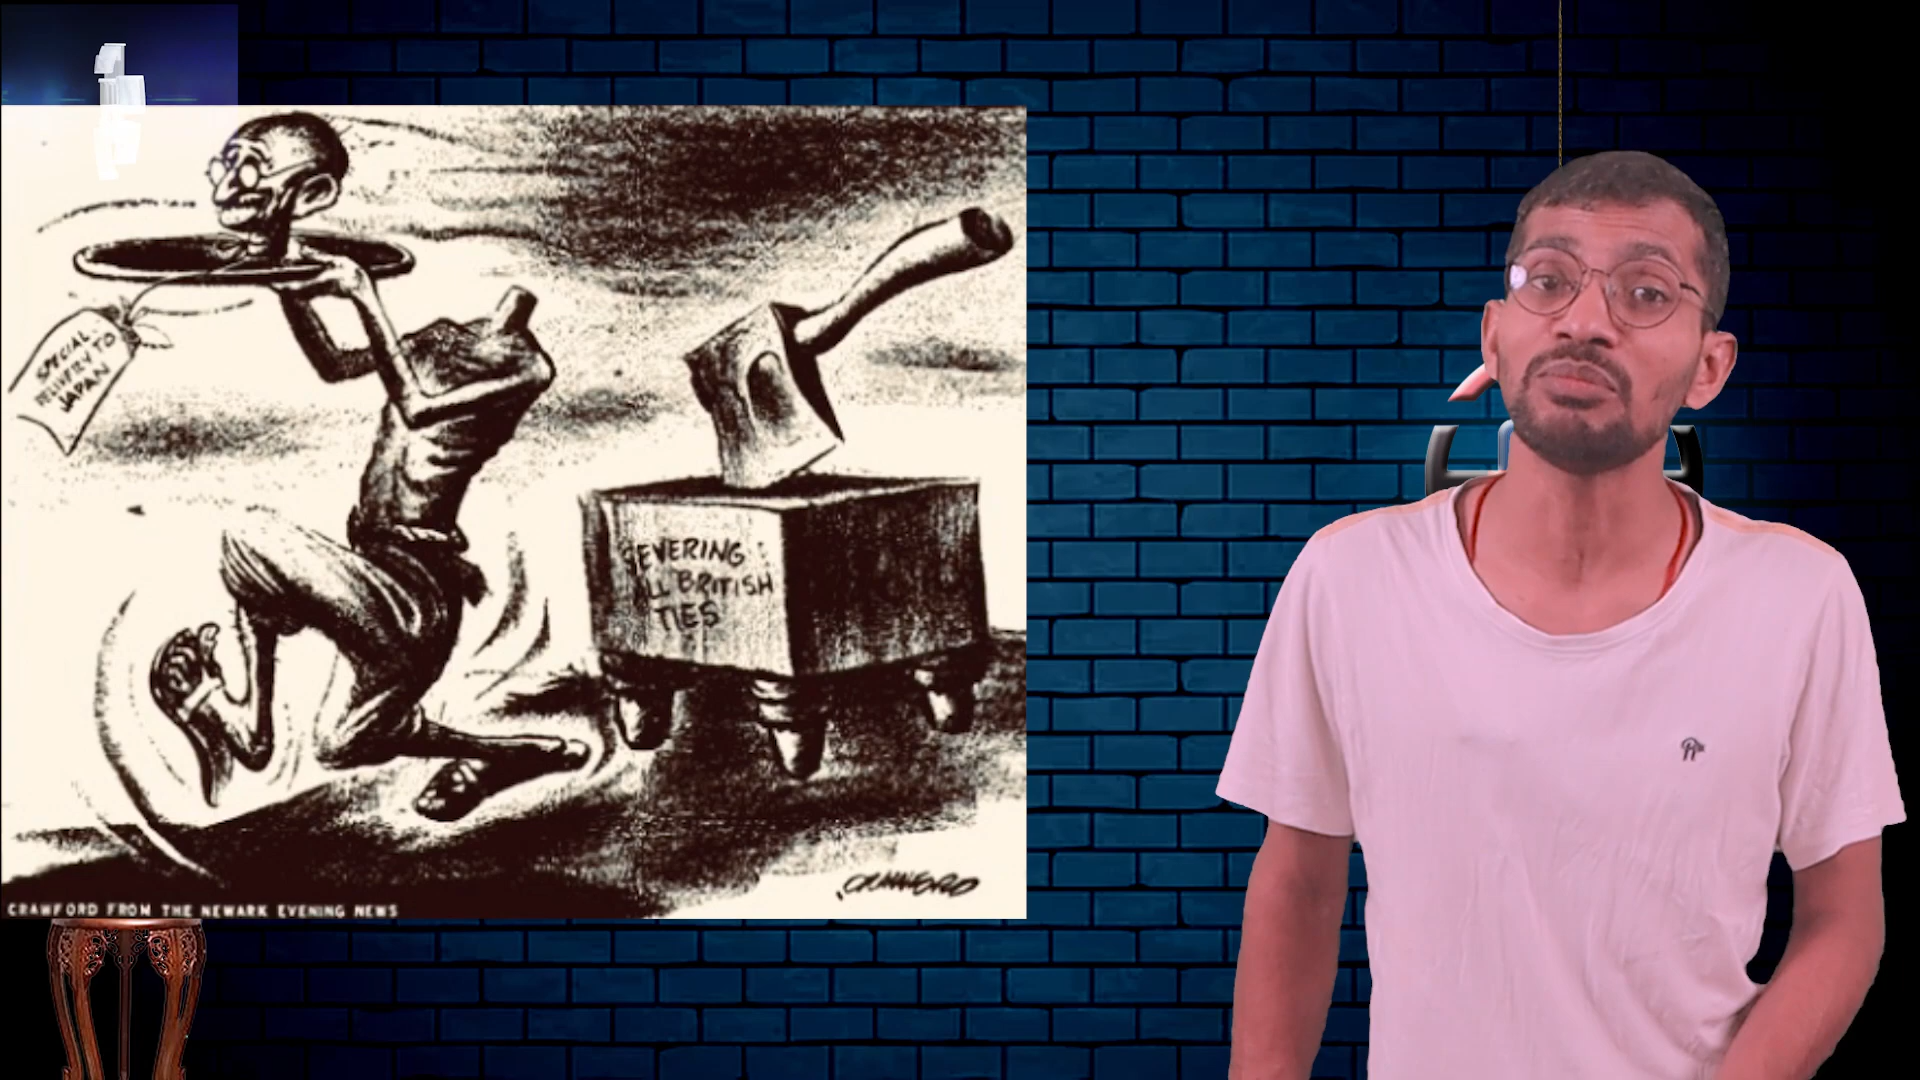 SPECIAL
DELIVERY TO
JAPAN
SEVERING
ALL BRITISH
TIES
CRAWFORD FROM THE NEWARK EVENING NEWS